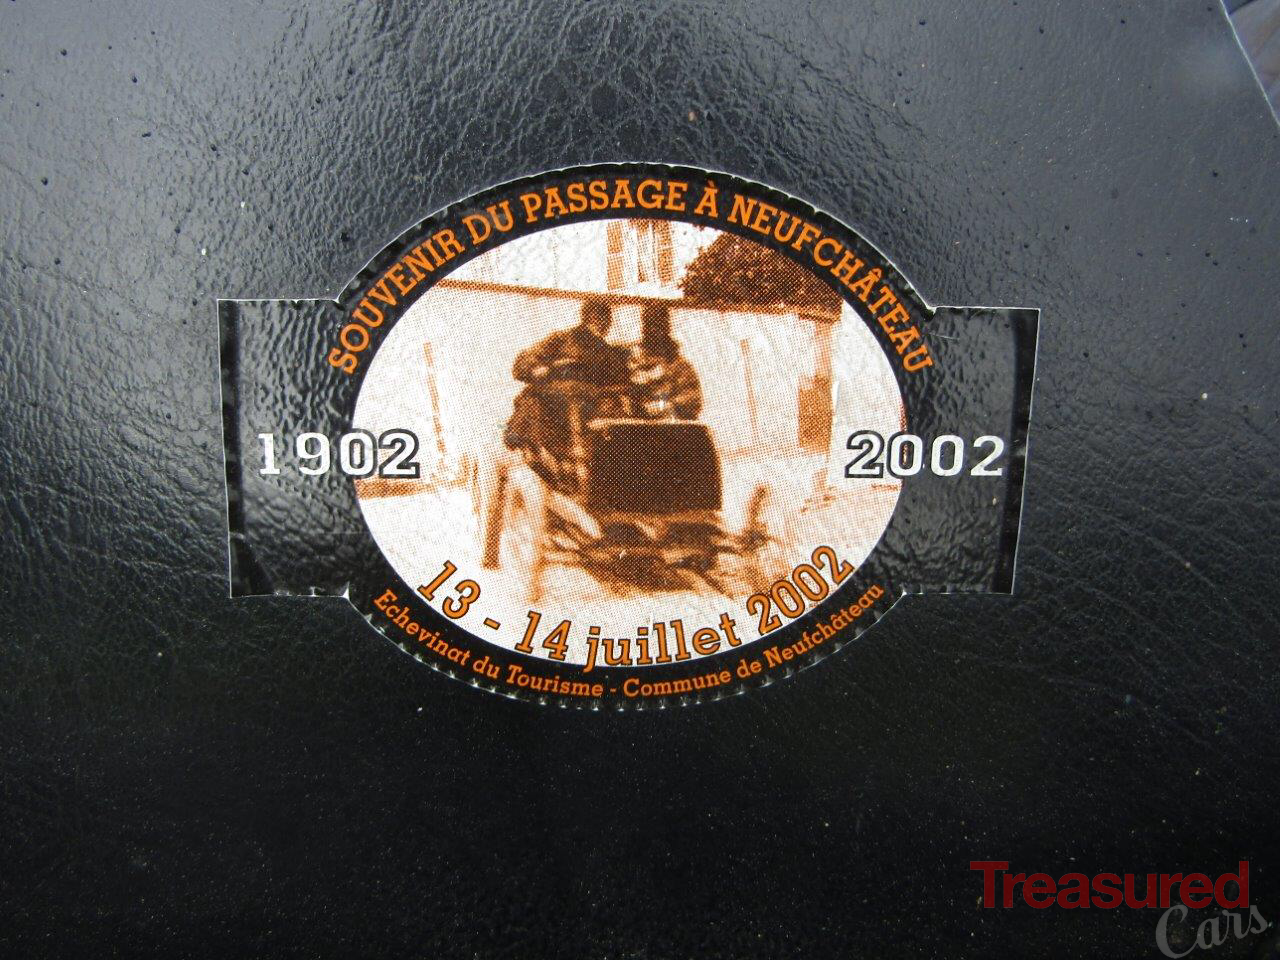 SOUVENIR DU PASSAGE À NEUFCHÂTEAU
1902
2002
13 - 14 juillet 2002
Echevinat du Tourisme - Commune de Neufchâteau
Treasured
Cars